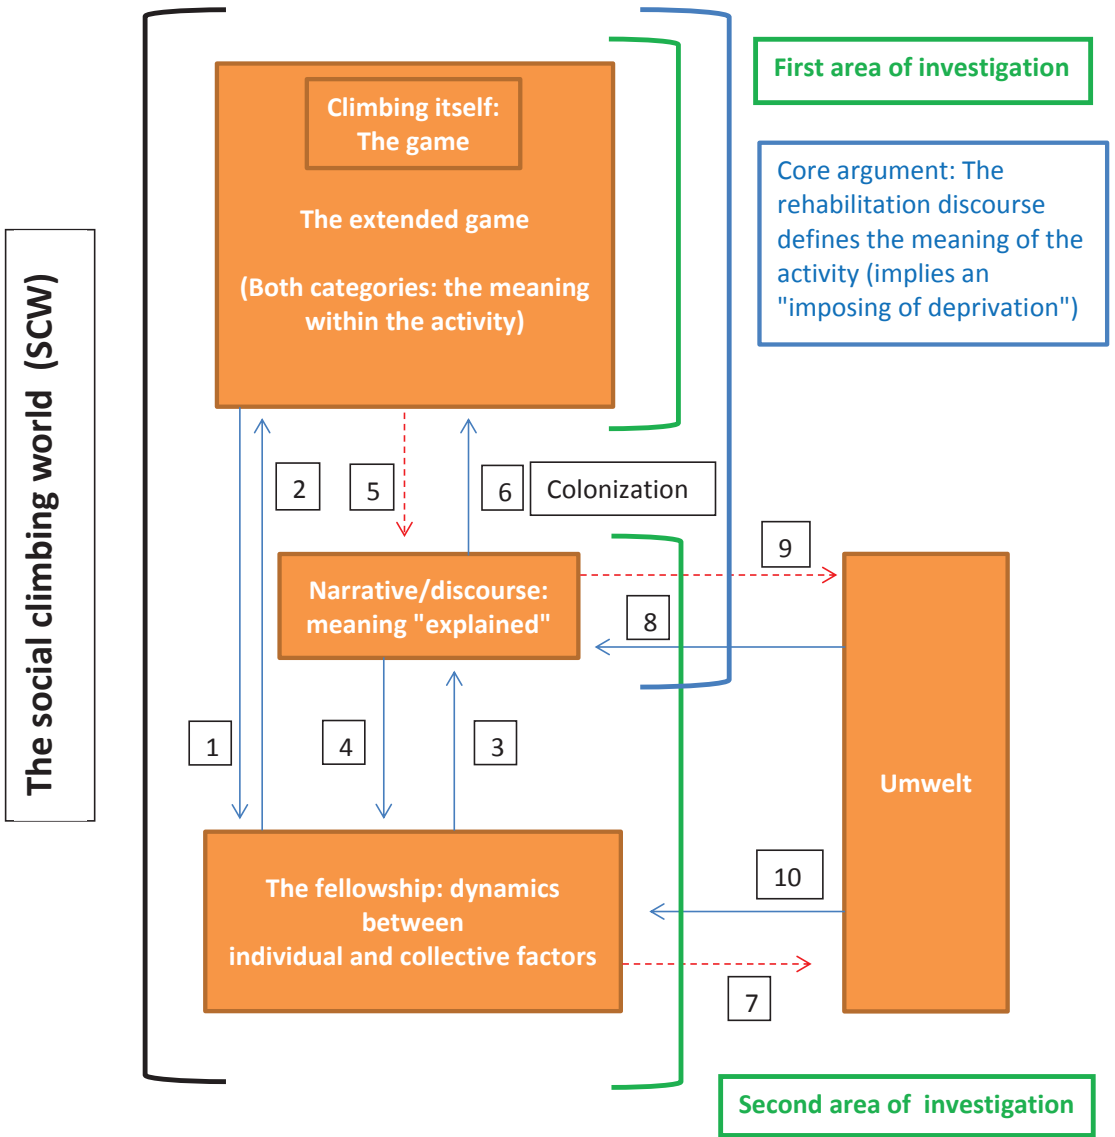 The social climbing world (SCW)
Climbing itself:
The game
The extended game
(Both categories: the meaning
within the activity)
First area of investigation
Core argument: The
rehabilitation discourse
defines the meaning of the
activity (implies an
"imposing of deprivation")
2
5
6
Colonization
9
Narrative/discourse:
meaning "explained"
8
1
4
3
Umwelt
The fellowship: dynamics
between
individual and collective factors
10
7
Second area of investigation